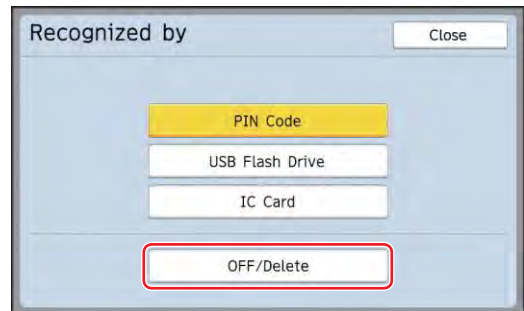 Recognized by
Close
PIN Code
USB Flash Drive
IC Card
OFF/Delete